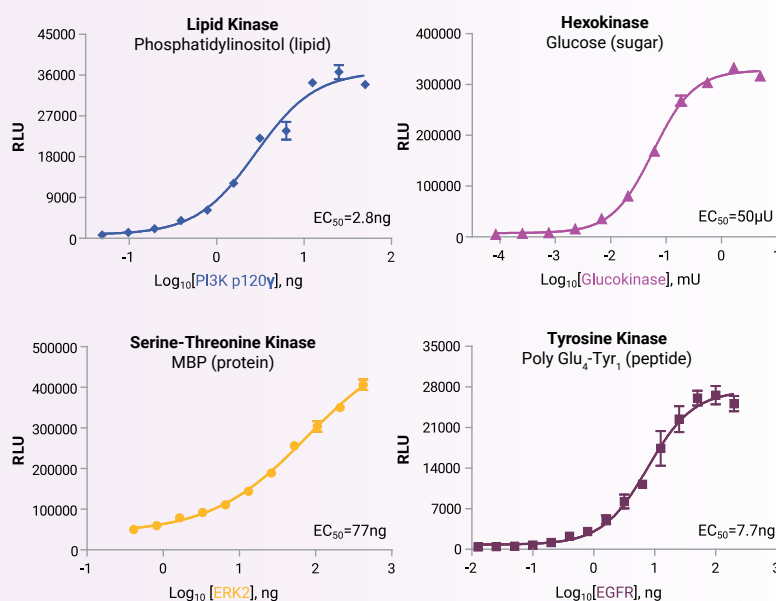 Lipid Kinase
Phosphatidylinositol (lipid)
45000
36000
27000
18000
9000
0
RLU
EC₅₀=2.8ng
-1
0
1
2
Log₁₀[PI3K p120γ], ng
Hexokinase
Glucose (sugar)
400000
300000
200000
100000
0
RLU
EC₅₀=50µU
-4
-3
-2
-1
0
1
Log₁₀[Glucokinase], mU
Serine-Threonine Kinase
MBP (protein)
500000
400000
300000
200000
100000
0
RLU
EC₅₀=77ng
-1
0
1
2
3
Log₁₀ [ERK2], ng
Tyrosine Kinase
Poly Glu₄-Tyr₁ (peptide)
35000
28000
21000
14000
7000
0
RLU
EC₅₀=7.7ng
-2
-1
0
1
2
3
Log₁₀ [EGFR], ng